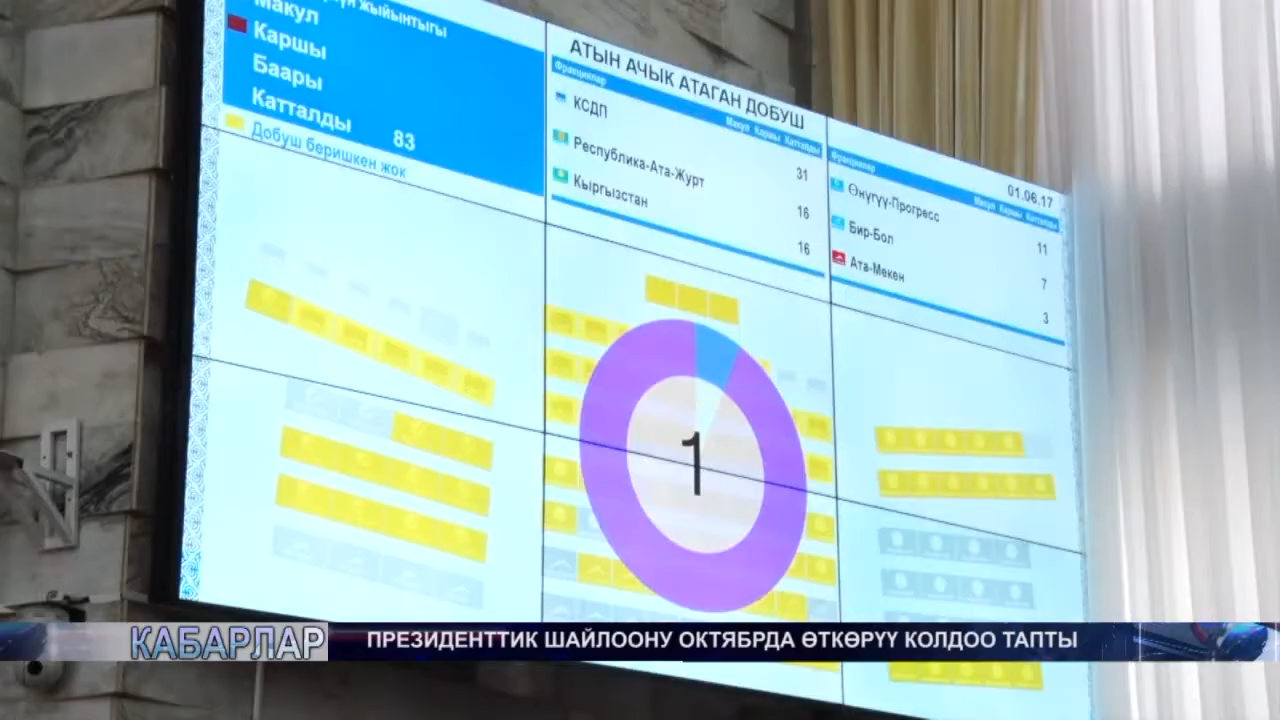 жыйынтыгы
Макул
Каршы
Баары
Катталды 83
Добуш беришкен жок
АТЫН АЧЫК АТАГАН ДОБУШ
Фракциялар Макул Каршы Катталды
КСДП 31
Республика-Ата-Журт 16
Кыргызстан 16
01.06.17
Фракциялар Макул Каршы Катталды
Өнүгүү-Прогресс 11
Бир-Бол 7
Ата-Мекен 3
1
КАБАРЛАР
ПРЕЗИДЕНТТИК ШАЙЛООНУ ОКТЯБРДА ӨТКӨРҮҮ КОЛДОО ТАПТЫ